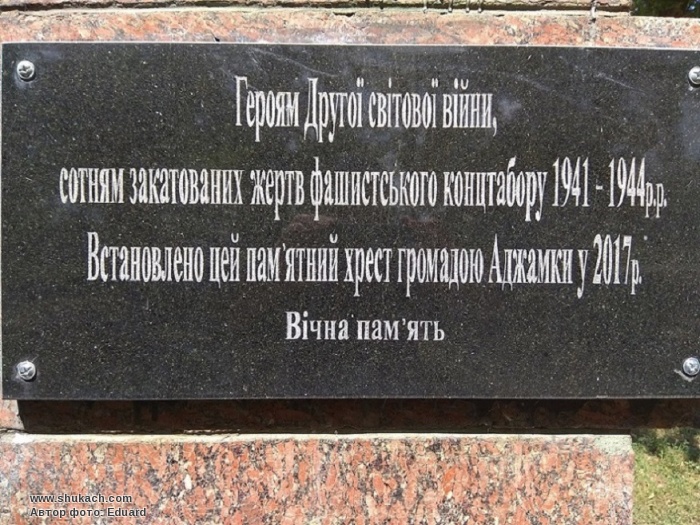 Героям Другої світової війни,
сотням закатованих жертв фашистського концтабору 1941 - 1944р.р.
Встановлено цей пам'ятний хрест громадою Аджамки у 2017р.
Вічна пам'ять
www.shukach.com
Автор фото: Eduard